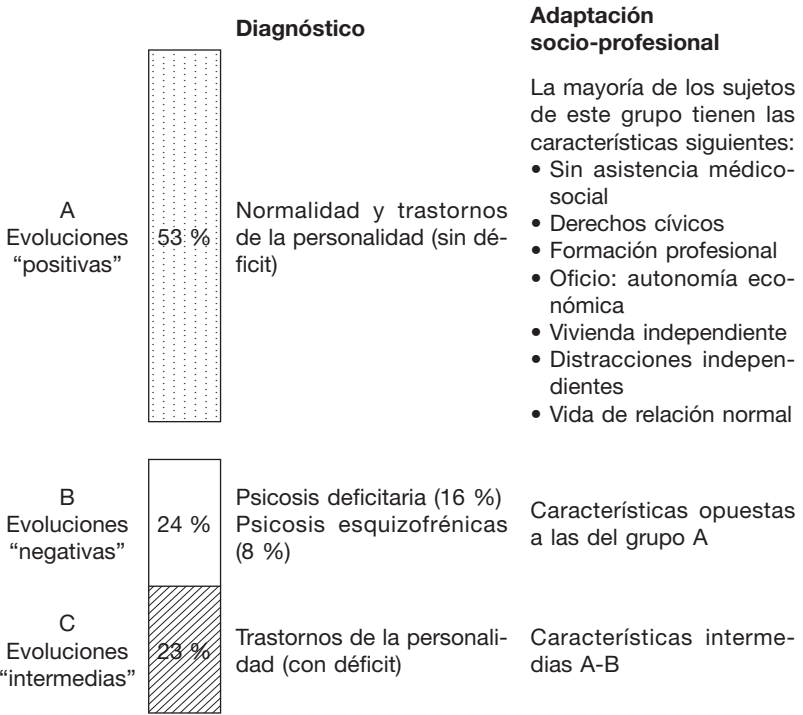 Diagnóstico
Adaptación
socio-profesional
A
Evoluciones
“positivas”
53 %
Normalidad y trastornos
de la personalidad (sin dé-
ficit)
La mayoría de los sujetos
de este grupo tienen las
características siguientes:
• Sin asistencia médico-
social
• Derechos cívicos
• Formación profesional
• Oficio: autonomía eco-
nómica
• Vivienda independiente
• Distracciones indepen-
dientes
• Vida de relación normal
B
Evoluciones
“negativas”
24 %
Psicosis deficitaria (16 %)
Psicosis esquizofrénicas
(8 %)
Características opuestas
a las del grupo A
C
Evoluciones
“intermedias”
23 %
Trastornos de la personali-
dad (con déficit)
Características interme-
dias A-B